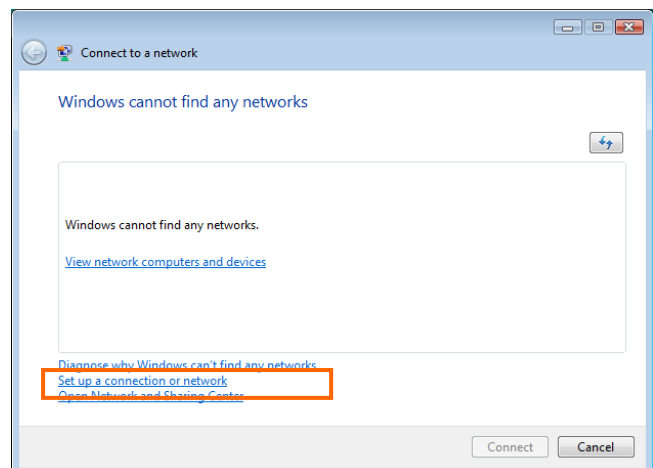 Connect to a network
Windows cannot find any networks
Windows cannot find any networks.
View network computers and devices
Diagnose why Windows can't find any networks
Set up a connection or network
Open Network and Sharing Center
Connect Cancel